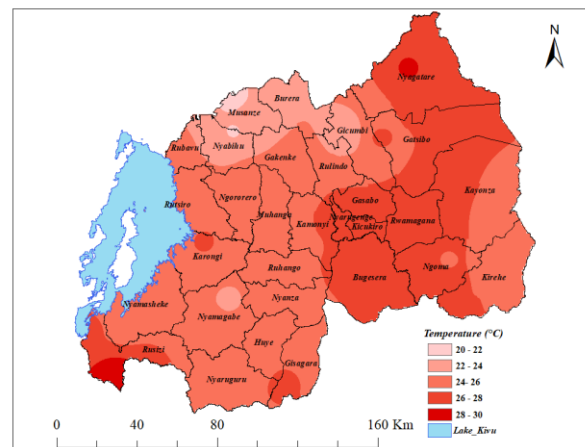 N
Nyagatare
Burera
Musanze
Gicumbi
Gatsibo
Nyabihu
Rubavu
Gakenke
Rulindo
Kayonza
Rutsiro
Ngororero
Gasabo
Muhanga
Kamonyi
Nyarugenge
Rwamagana
Kicukiro
Karongi
Ruhango
Bugesera
Ngoma
Kirehe
Nyamasheke
Nyanza
Nyamagabe
Huye
Rusizi
Gisagara
Nyaruguru
Temperature (°C)
20 - 22
22 - 24
24 - 26
26 - 28
28 - 30
Lake_Kivu
0 40 80 160 Km